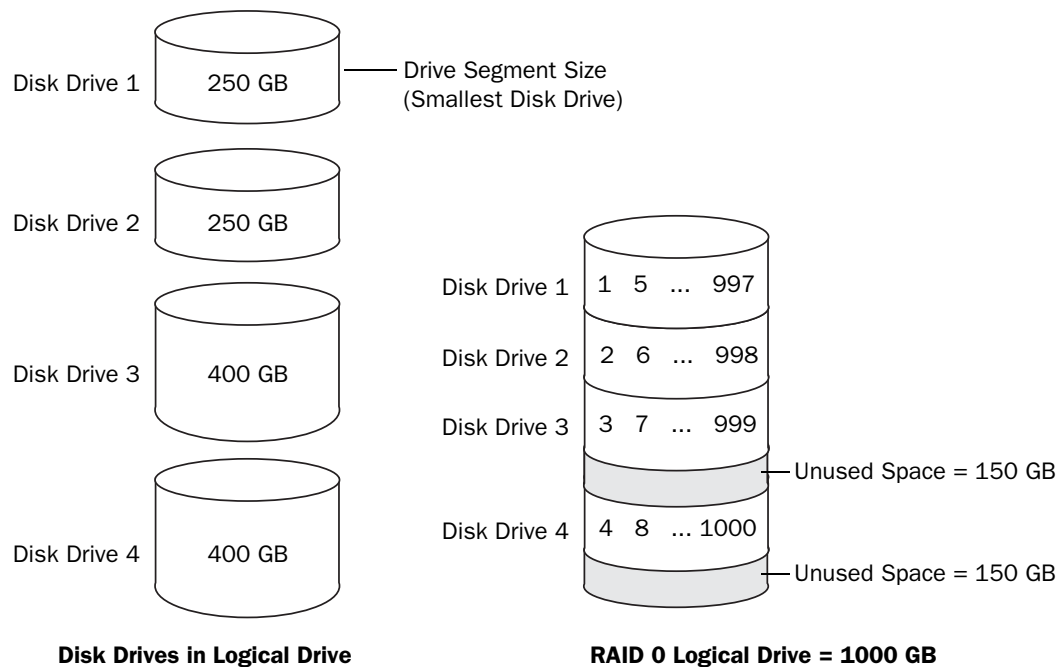 Disk Drive 1
250 GB
Drive Segment Size
(Smallest Disk Drive)
Disk Drive 2
250 GB
Disk Drive 3
400 GB
Disk Drive 4
400 GB
Disk Drives in Logical Drive
Disk Drive 1
1 5 ... 997
Disk Drive 2
2 6 ... 998
Disk Drive 3
3 7 ... 999
Unused Space = 150 GB
Disk Drive 4
4 8 ... 1000
Unused Space = 150 GB
RAID 0 Logical Drive = 1000 GB